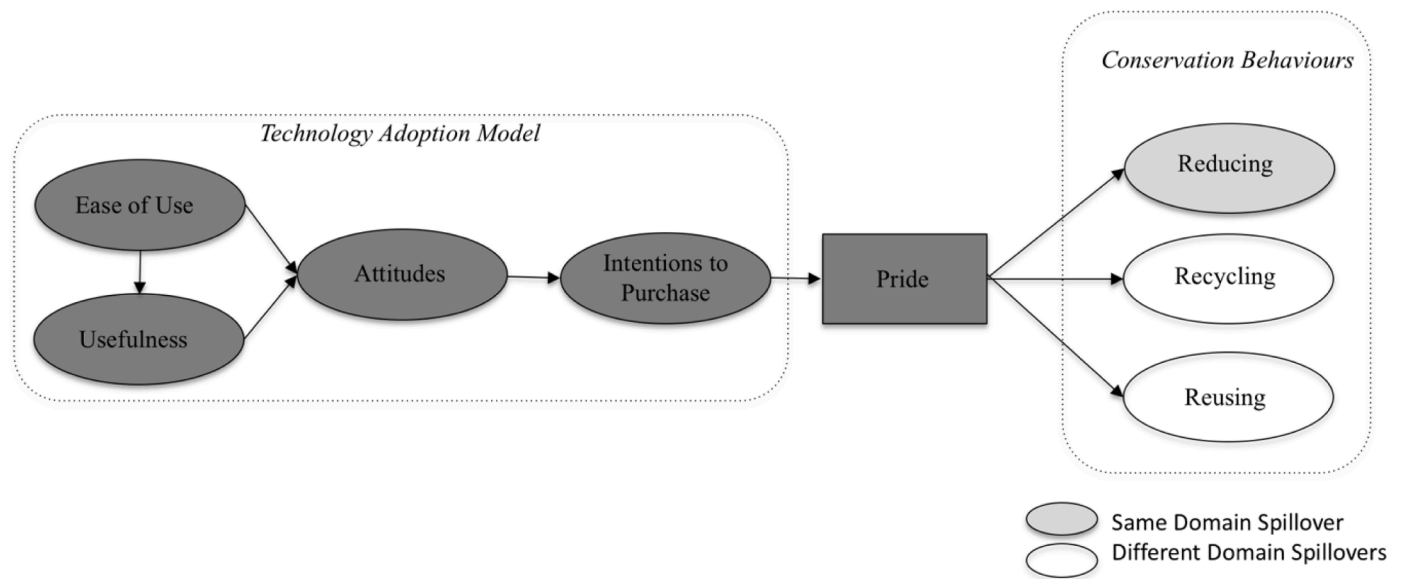 Conservation Behaviours
Technology Adoption Model
Ease of Use
Usefulness
Attitudes
Intentions to
Purchase
Pride
Reducing
Recycling
Reusing
Same Domain Spillover
Different Domain Spillovers